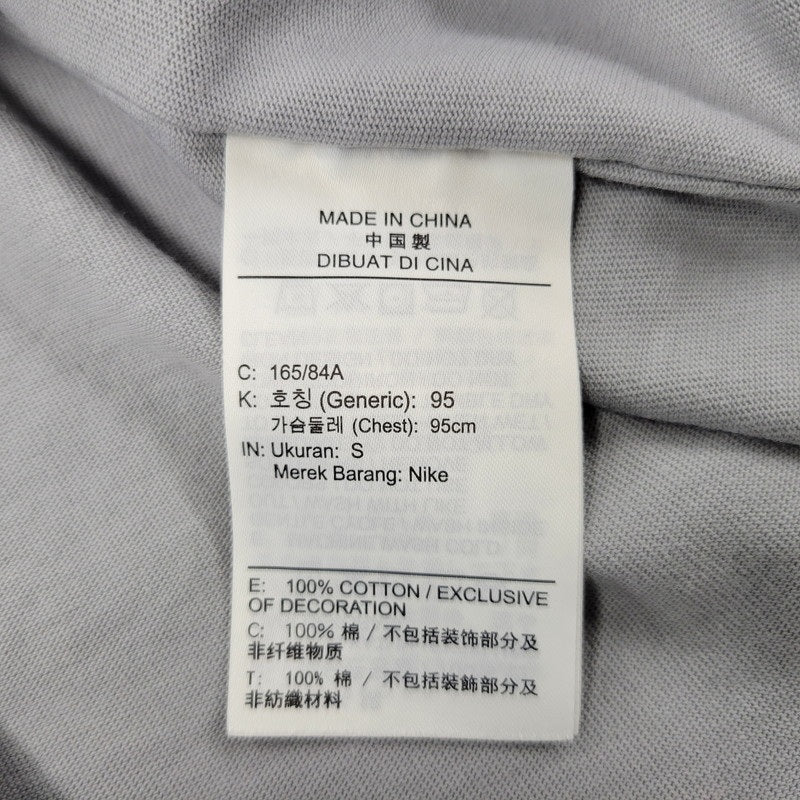 MADE IN CHINA
中国製
DIBUAT DI CINA
C: 165/84A
K: 호칭 (Generic): 95
가슴둘레 (Chest): 95cm
IN: Ukuran: S
Merek Barang: Nike
E: 100% COTTON / EXCLUSIVE
OF DECORATION
C: 100% 棉 / 不包括装饰部分及
非纤维物质
T: 100% 棉 / 不包括裝飾部分及
非紡織材料